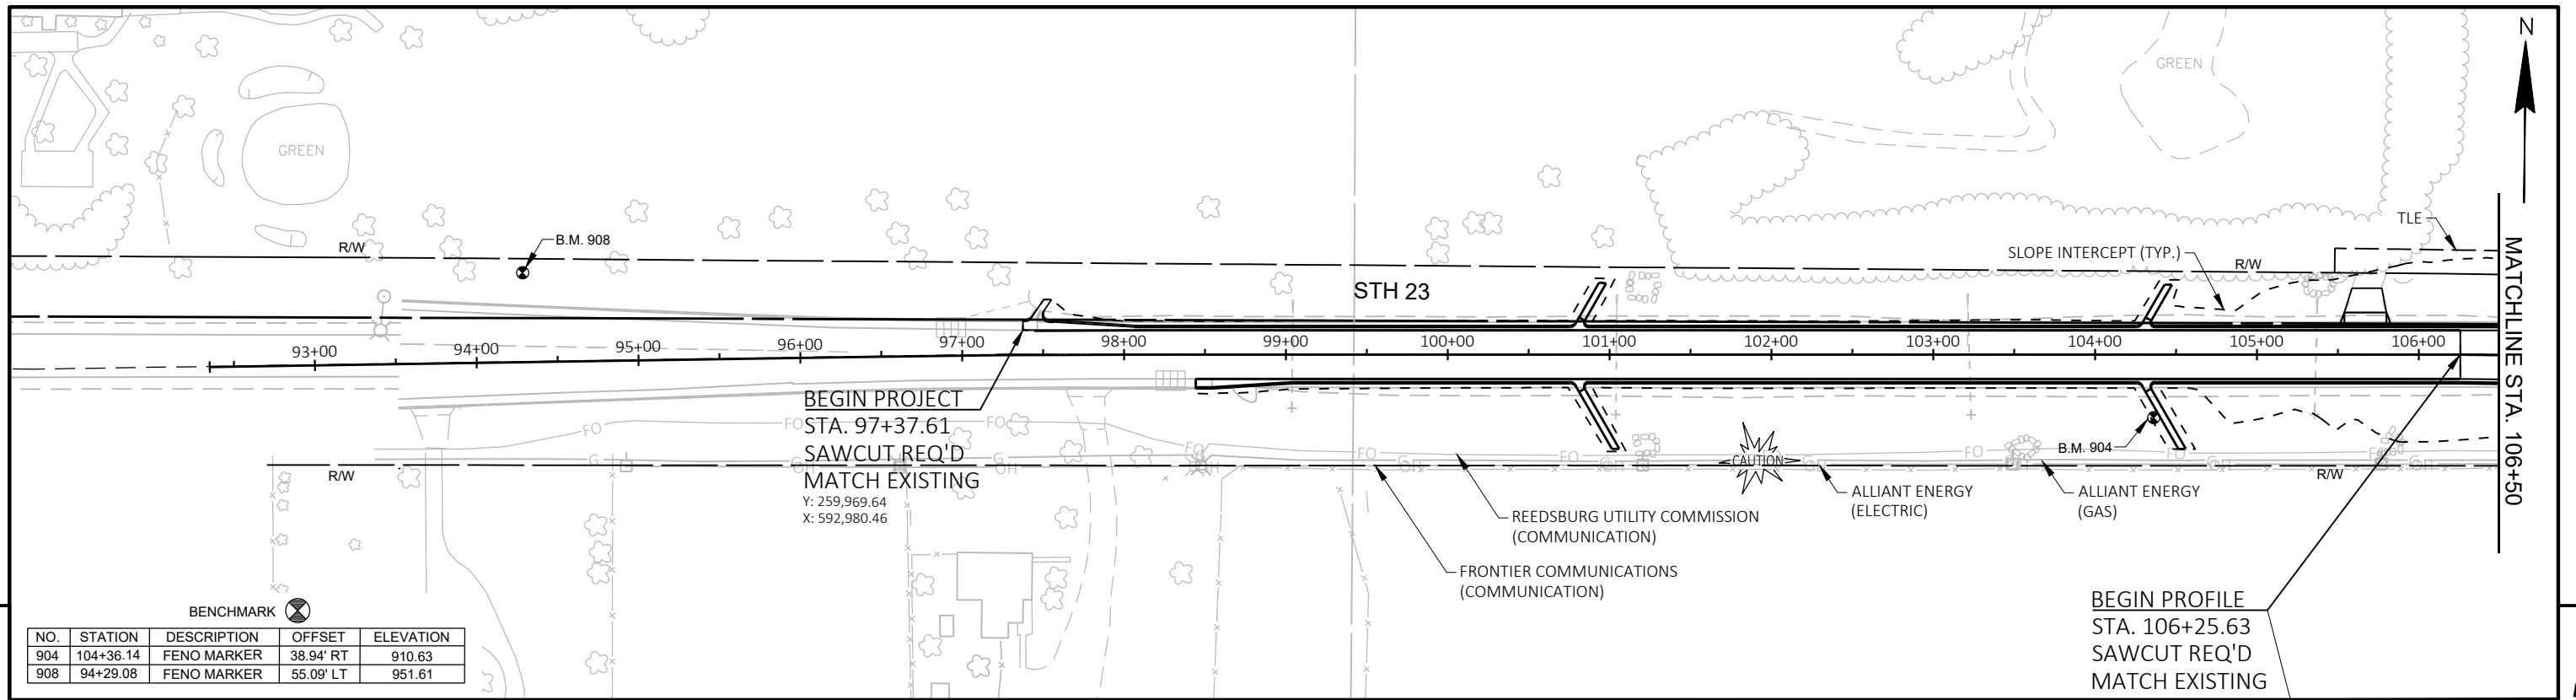 N
GREEN
GREEN
TLE
B.M. 908
R/W
SLOPE INTERCEPT (TYP.)
R/W
STH 23
MATCHLINE STA. 106+50
93+00
94+00
95+00
96+00
97+00
98+00
99+00
100+00
101+00
102+00
103+00
104+00
105+00
106+00
BEGIN PROJECT
STA. 97+37.61
SAWCUT REQ'D
MATCH EXISTING
Y: 259,969.64
X: 592,980.46
FO
FO
FO
FO
FO
FO
FO
FO
G
G
OH
R/W
CAUTION
B.M. 904
R/W
ALLIANT ENERGY
(ELECTRIC)
ALLIANT ENERGY
(GAS)
REEDSBURG UTILITY COMMISSION
(COMMUNICATION)
FRONTIER COMMUNICATIONS
(COMMUNICATION)
BEGIN PROFILE
STA. 106+25.63
SAWCUT REQ'D
MATCH EXISTING
BENCHMARK
NO. STATION DESCRIPTION OFFSET ELEVATION
904 104+36.14 FENO MARKER 38.94' RT 910.63
908 94+29.08 FENO MARKER 55.09' LT 951.61